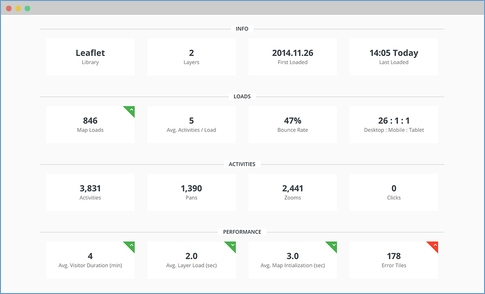 INFO
Leaflet
Library
2
Layers
2014.11.26
First Loaded
14:05 Today
Last Loaded
LOADS
846
Map Loads
5
Avg. Activities / Load
47%
Bounce Rate
26 : 1 : 1
Desktop : Mobile : Tablet
ACTIVITIES
3,831
Activities
1,390
Pans
2,441
Zooms
0
Clicks
PERFORMANCE
4
Avg. Visitor Duration (min)
2.0
Avg. Layer Load (sec)
3.0
Avg. Map Intialization (sec)
178
Error Tiles